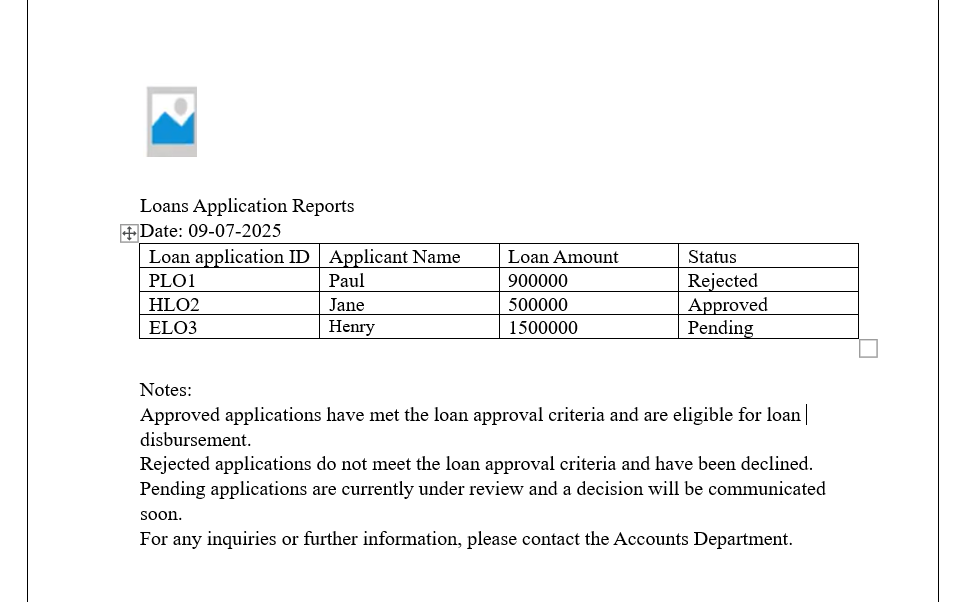 Loans Application Reports
Date: 09-07-2025
Loan application ID Applicant Name Loan Amount Status
PLO1 Paul 900000 Rejected
HLO2 Jane 500000 Approved
ELO3 Henry 1500000 Pending
Notes:
Approved applications have met the loan approval criteria and are eligible for loan
disbursement.
Rejected applications do not meet the loan approval criteria and have been declined.
Pending applications are currently under review and a decision will be communicated
soon.
For any inquiries or further information, please contact the Accounts Department.